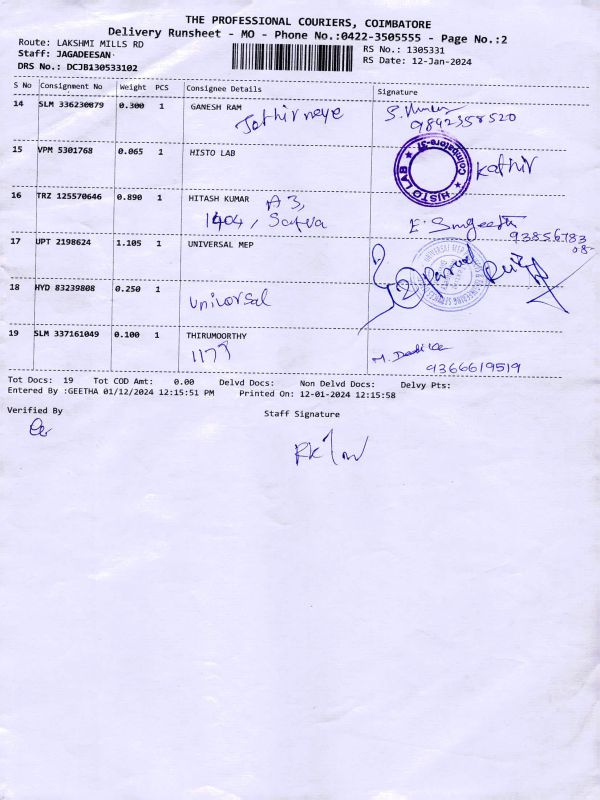 THE PROFESSIONAL COURIERS, COIMBATORE
Delivery Runsheet - MO - Phone No.:0422-3505555 - Page No.:2
Route: LAKSHMI MILLS RD
RS No.: 1305331
Staff: JAGADEESAN
RS Date: 12-Jan-2024
DRS No.: DCJB130533102
S No Consignment No Weight PCS Consignee Details Signature
14 SLM 336230879 0.300 1 GANESH RAM
9842358520
15 VPM 5301768 0.065 1 HISTO LAB
HISTO LAB Coimbatore-37
Kathir
16 TRZ 125570646 0.890 1 HITASH KUMAR A3,
1404, Satva
93856783
08
17 UPT 2198624 1.105 1 UNIVERSAL MEP
18 HYD 83239808 0.250 1
Universal
19 SLM 337161049 0.100 1 THIRUMOORTHY
9366619519
Tot Docs: 19 Tot COD Amt: 0.00 Delvd Docs: Non Delvd Docs: Delvy Pts:
Entered By :GEETHA 01/12/2024 12:15:51 PM Printed On: 12-01-2024 12:15:58
Verified By
Staff Signature